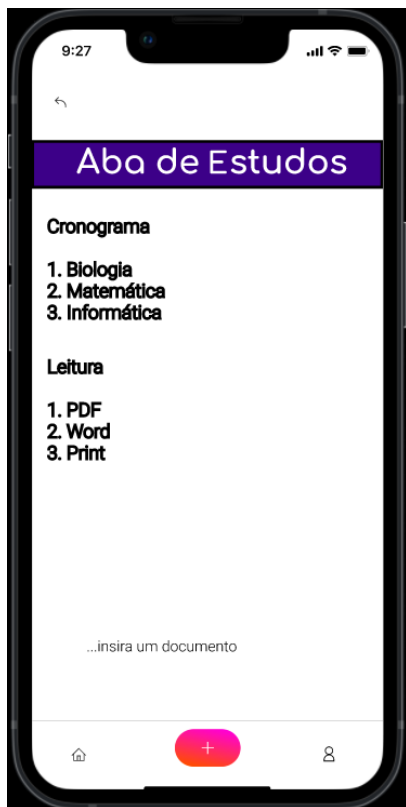 9:27
Aba de Estudos
Cronograma
1. Biologia
2. Matemática
3. Informática
Leitura
1. PDF
2. Word
3. Print
...insira um documento
+